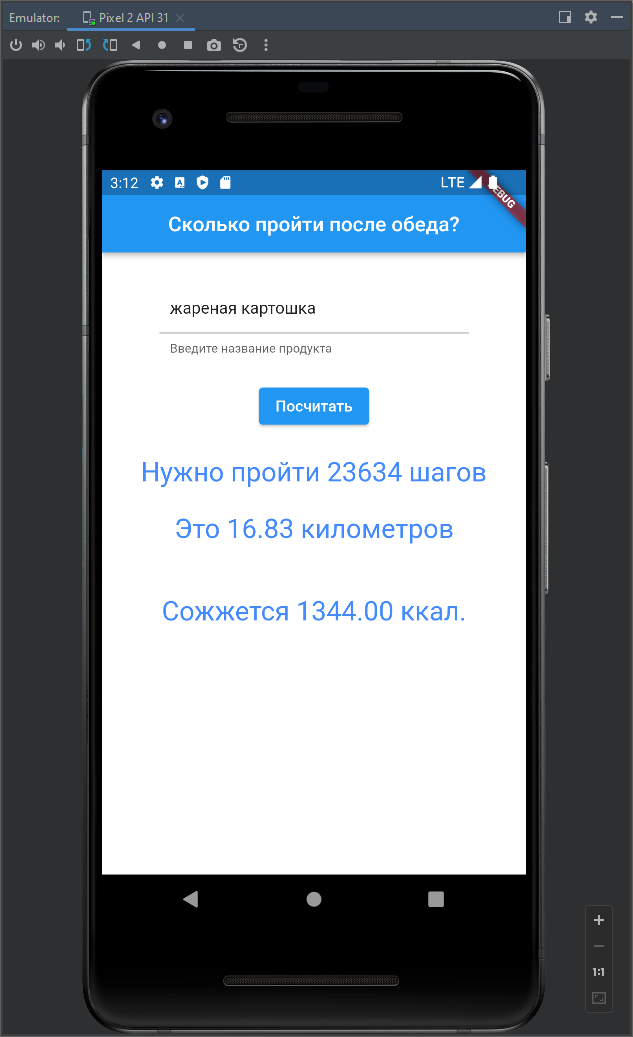 Emulator: Pixel 2 API 31
3:12 LTE
DEBUG
Сколько пройти после обеда?
жареная картошка
Введите название продукта
Посчитать
Нужно пройти 23634 шагов
Это 16.83 километров
Сожжется 1344.00 ккал.
1:1